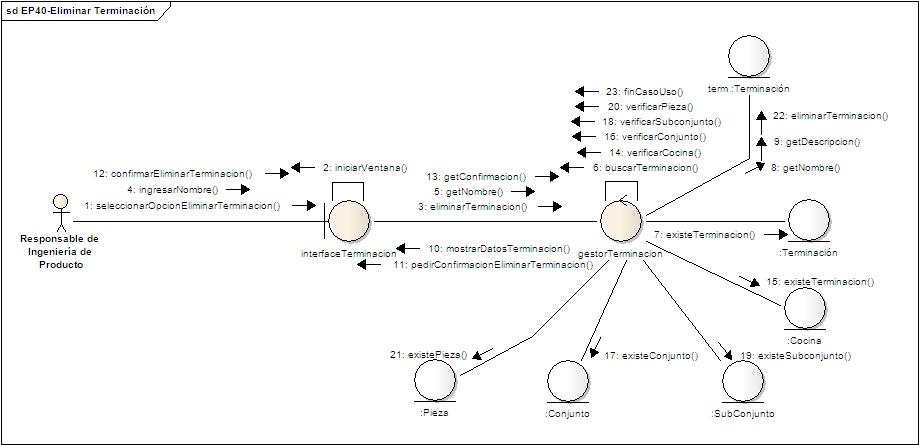 sd EP40-Eliminar Terminación
term :Terminación
23: finCasoUso()
20: verificarPieza()
18: verificarSubconjunto()
16: verificarConjunto()
14: verificarCocina()
6: buscarTerminacion()
22: eliminarTerminacion()
9: getDescripcion()
8: getNombre()
12: confirmarEliminarTerminacion()
4: ingresarNombre()
1: seleccionarOpcionEliminarTerminacion()
2: iniciarVentana()
13: getConfirmacion()
5: getNombre()
3: eliminarTerminacion()
Responsable de
Ingeniería de
Producto
interfaceTerminacion
gestorTerminacion
7: existeTerminacion()
:Terminación
10: mostrarDatosTerminacion()
11: pedirConfirmacionEliminarTerminacion()
15: existeTerminacion()
:Cocina
21: existePieza()
17: existeConjunto()
19: existeSubconjunto()
:Pieza
:Conjunto
:SubConjunto